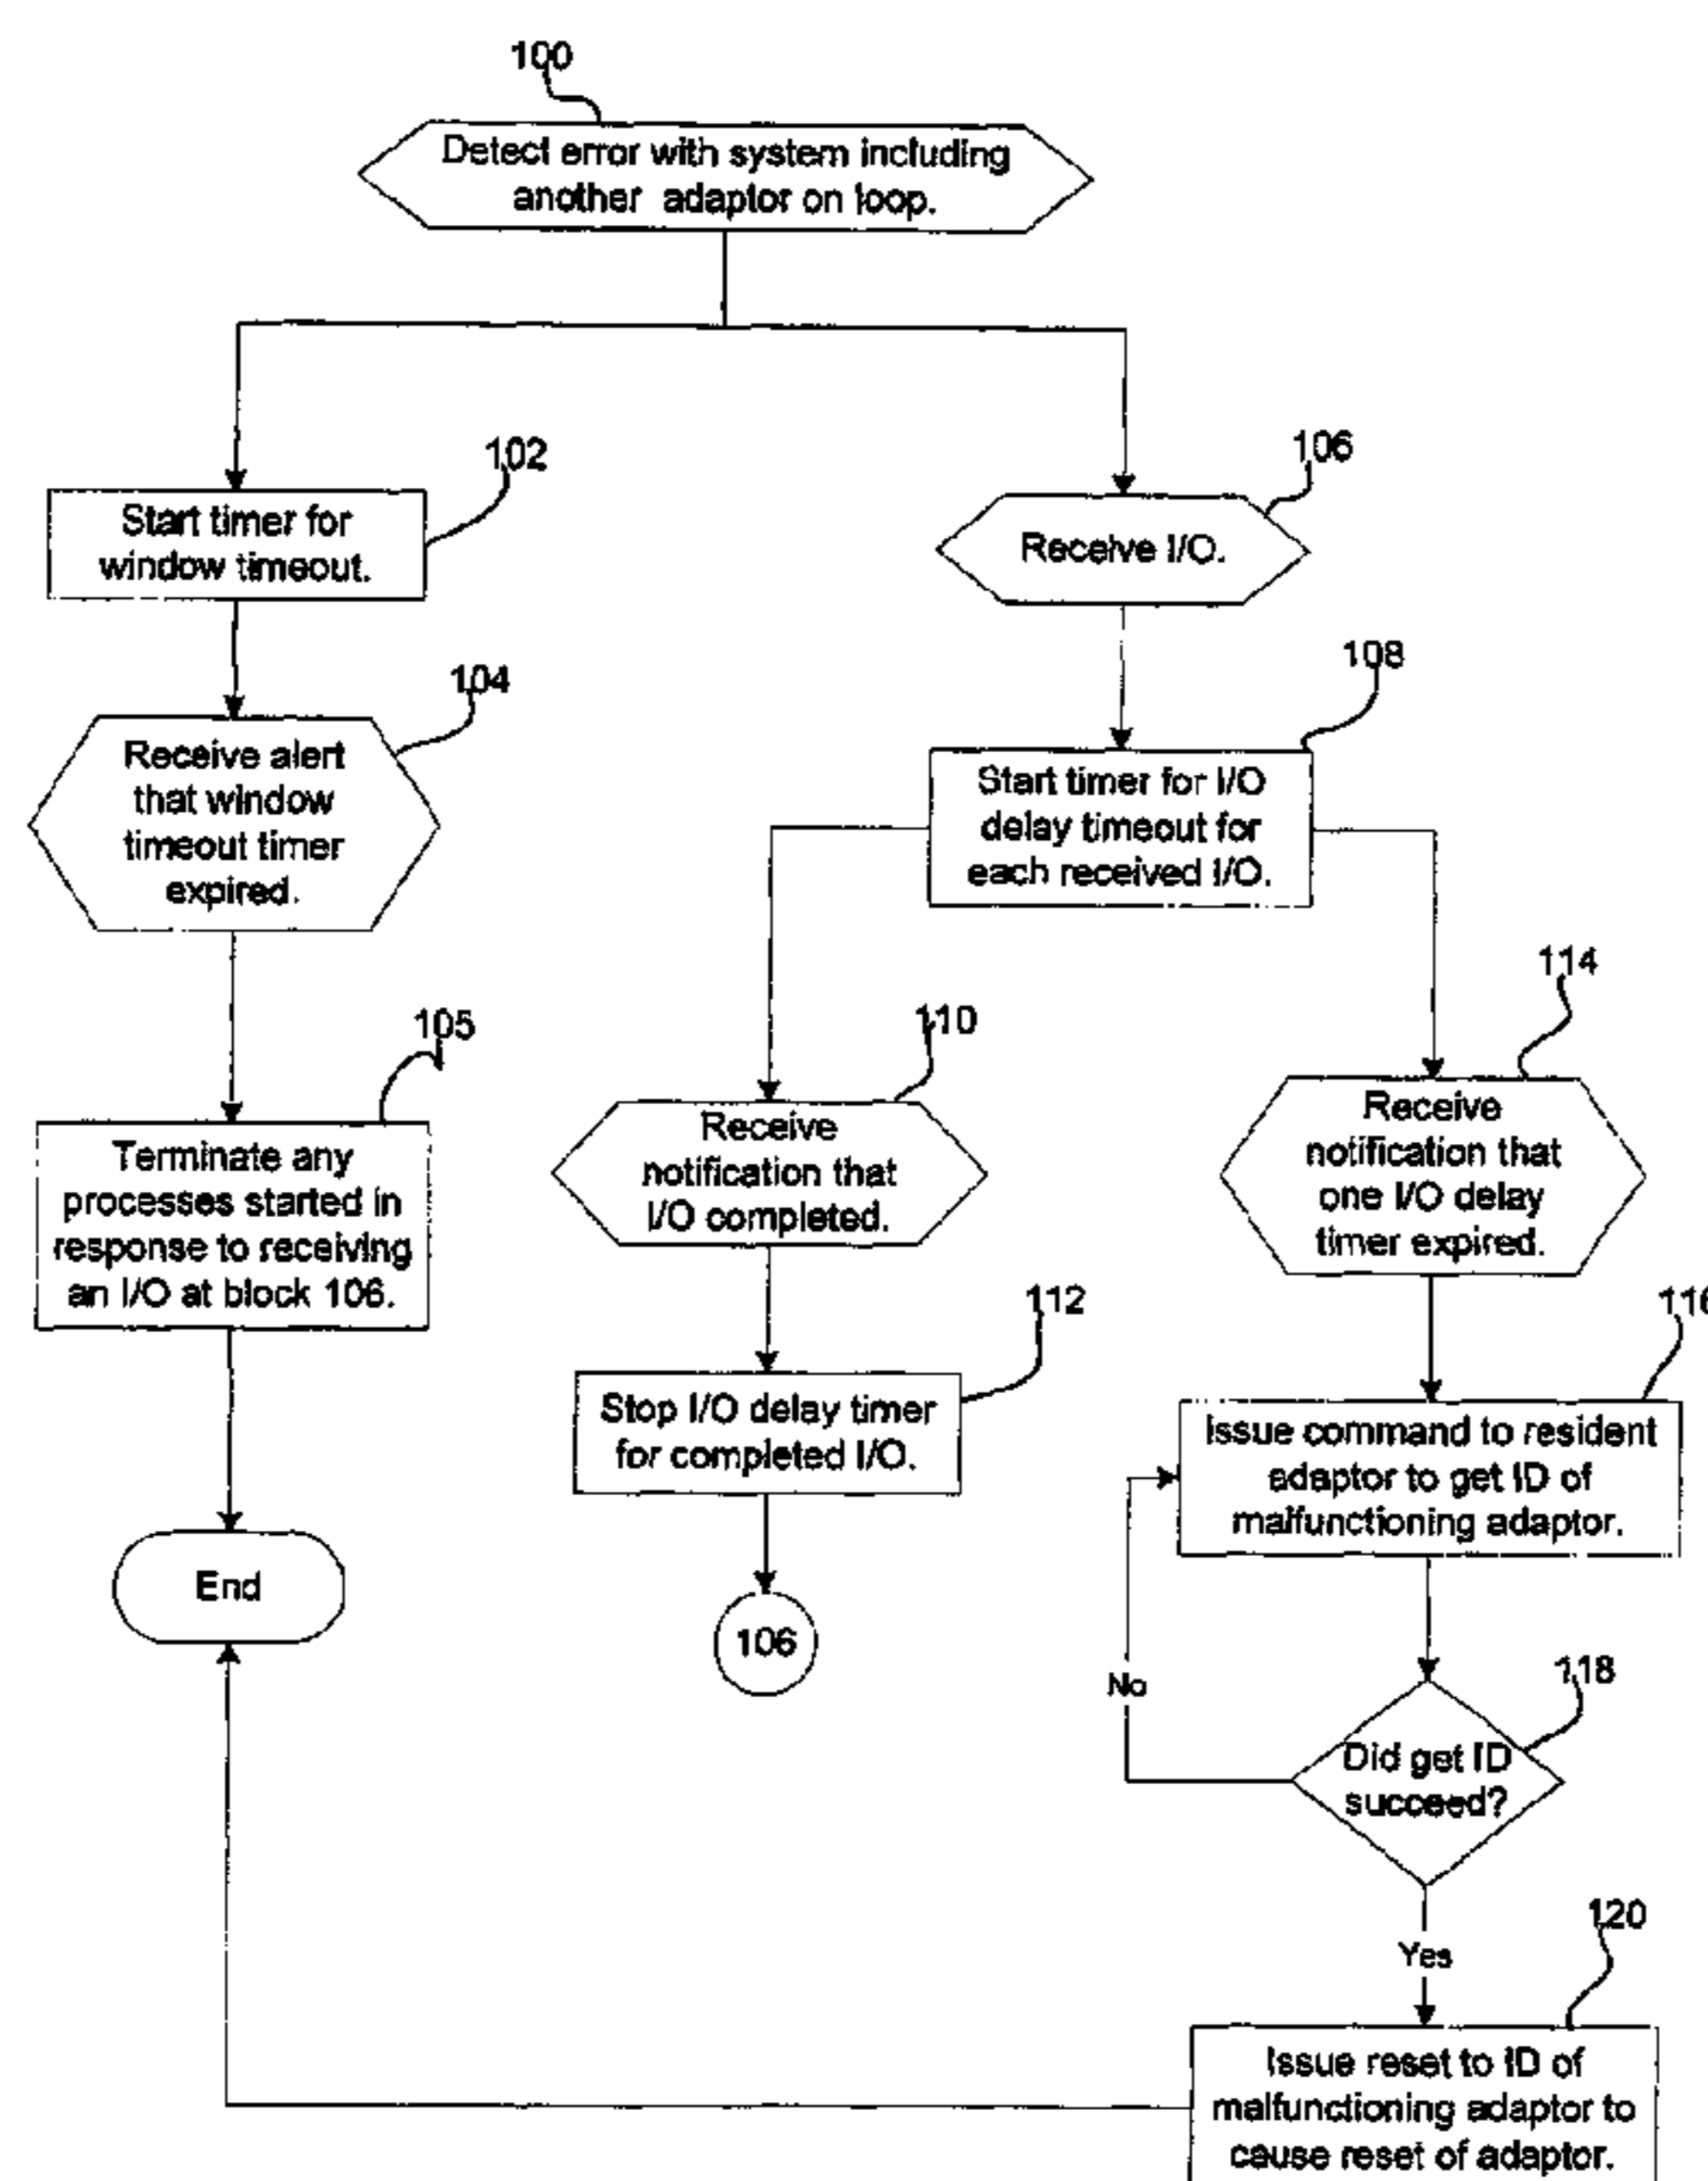 100
Detect error with system including
another adaptor on loop.
102
Start timer for
window timeout.
106
Receive I/O.
104
Receive alert
that window
timeout timer
expired.
108
Start timer for I/O
delay timeout for
each received I/O.
105
Terminate any
processes started in
response to receiving
an I/O at block 106.
110
Receive
notification that
I/O completed.
114
Receive
notification that
one I/O delay
timer expired.
112
Stop I/O delay timer
for completed I/O.
116
Issue command to resident
adaptor to get ID of
malfunctioning adaptor.
End
106
No
118
Did get ID
succeed?
Yes
120
Issue reset to ID of
malfunctioning adaptor to
cause reset of adaptor.